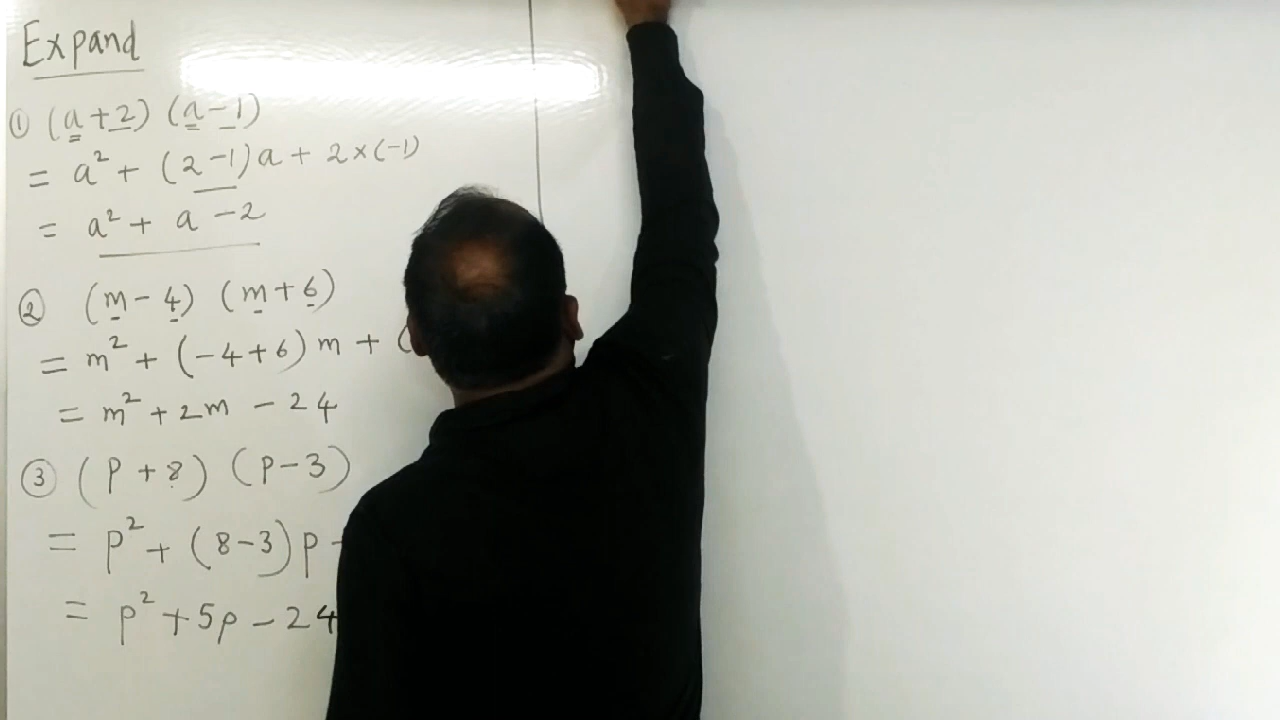 Expand
① (a+2) (a-1)
= a² + (2-1)a + 2×(-1)
= a² + a - 2
② (m-4) (m+6)
= m² + (-4+6)m + (
= m² + 2m - 24
③ (p+8) (p-3)
= p² + (8-3)p -
= p² + 5p - 24